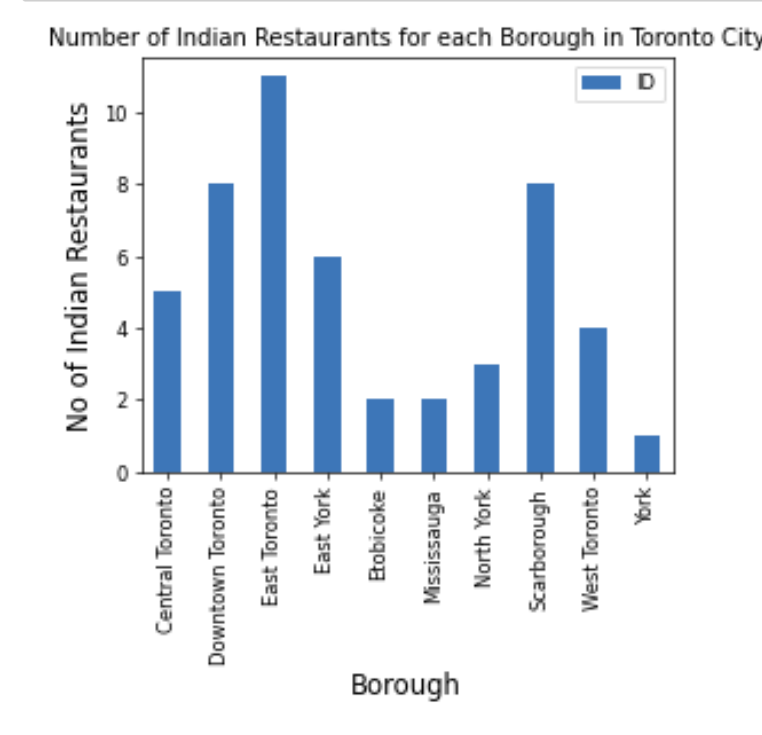 Number of Indian Restaurants for each Borough in Toronto City
ID
No of Indian Restaurants
10
8
6
4
2
0
Central Toronto
Downtown Toronto
East Toronto
East York
Etobicoke
Mississauga
North York
Scarborough
West Toronto
York
Borough